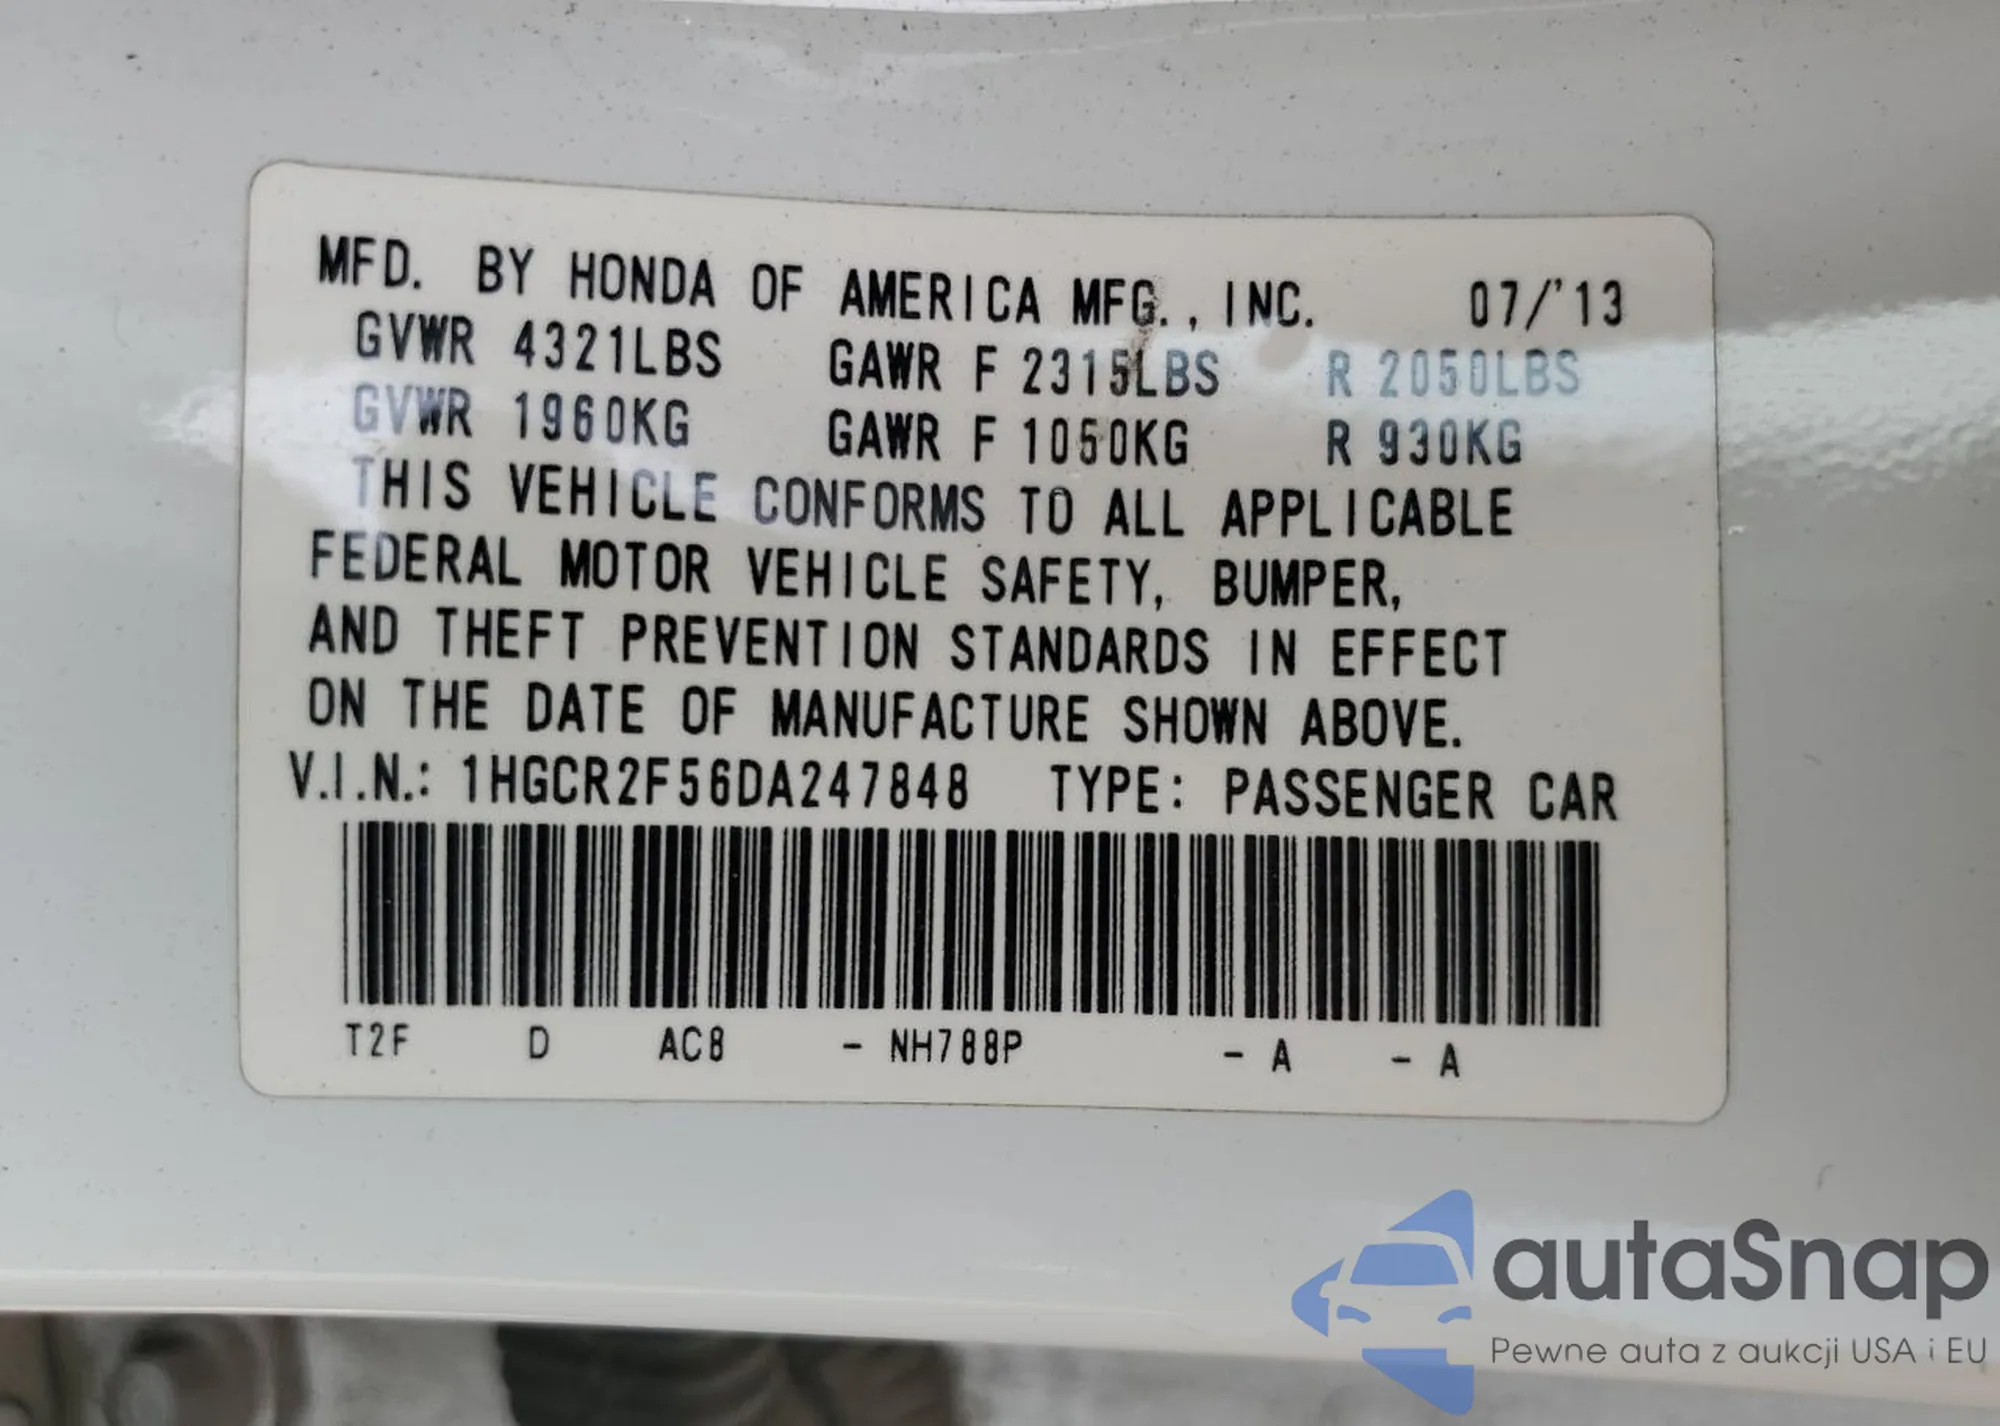 MFD. BY HONDA OF AMERICA MFG., INC. 07/'13
GVWR 4321LBS GAWR F 2315LBS R 2050LBS
GVWR 1960KG GAWR F 1050KG R 930KG
THIS VEHICLE CONFORMS TO ALL APPLICABLE
FEDERAL MOTOR VEHICLE SAFETY, BUMPER,
AND THEFT PREVENTION STANDARDS IN EFFECT
ON THE DATE OF MANUFACTURE SHOWN ABOVE.
V.I.N.: 1HGCR2F56DA247848 TYPE: PASSENGER CAR
T2F D AC8 - NH788P - A - A
autaSnap
Pewne auta z aukcji USA i EU